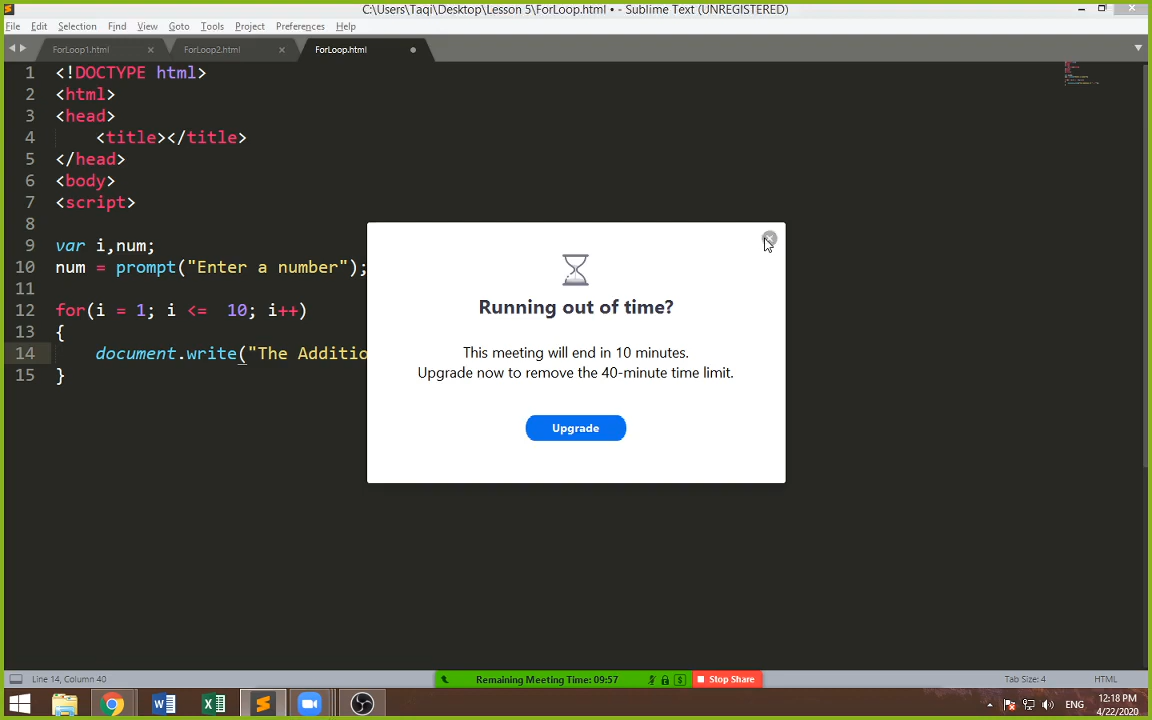 C:\Users\Taqi\Desktop\Lesson 5\ForLoop.html • - Sublime Text (UNREGISTERED)
File Edit Selection Find View Goto Tools Project Preferences Help
ForLoop1.html ForLoop2.html ForLoop.html
1 <!DOCTYPE html>
2 <html>
3 <head>
4 <title></title>
5 </head>
6 <body>
7 <script>
8
9 var i,num;
10 num = prompt("Enter a number");
11
12 for(i = 1; i <= 10; i++)
13 {
14 document.write("The Additio
15 }
Running out of time?
This meeting will end in 10 minutes.
Upgrade now to remove the 40-minute time limit.
Upgrade
Line 14, Column 40
Remaining Meeting Time: 09:57
Stop Share
Tab Size: 4
HTML
ENG
12:18 PM
4/22/2020